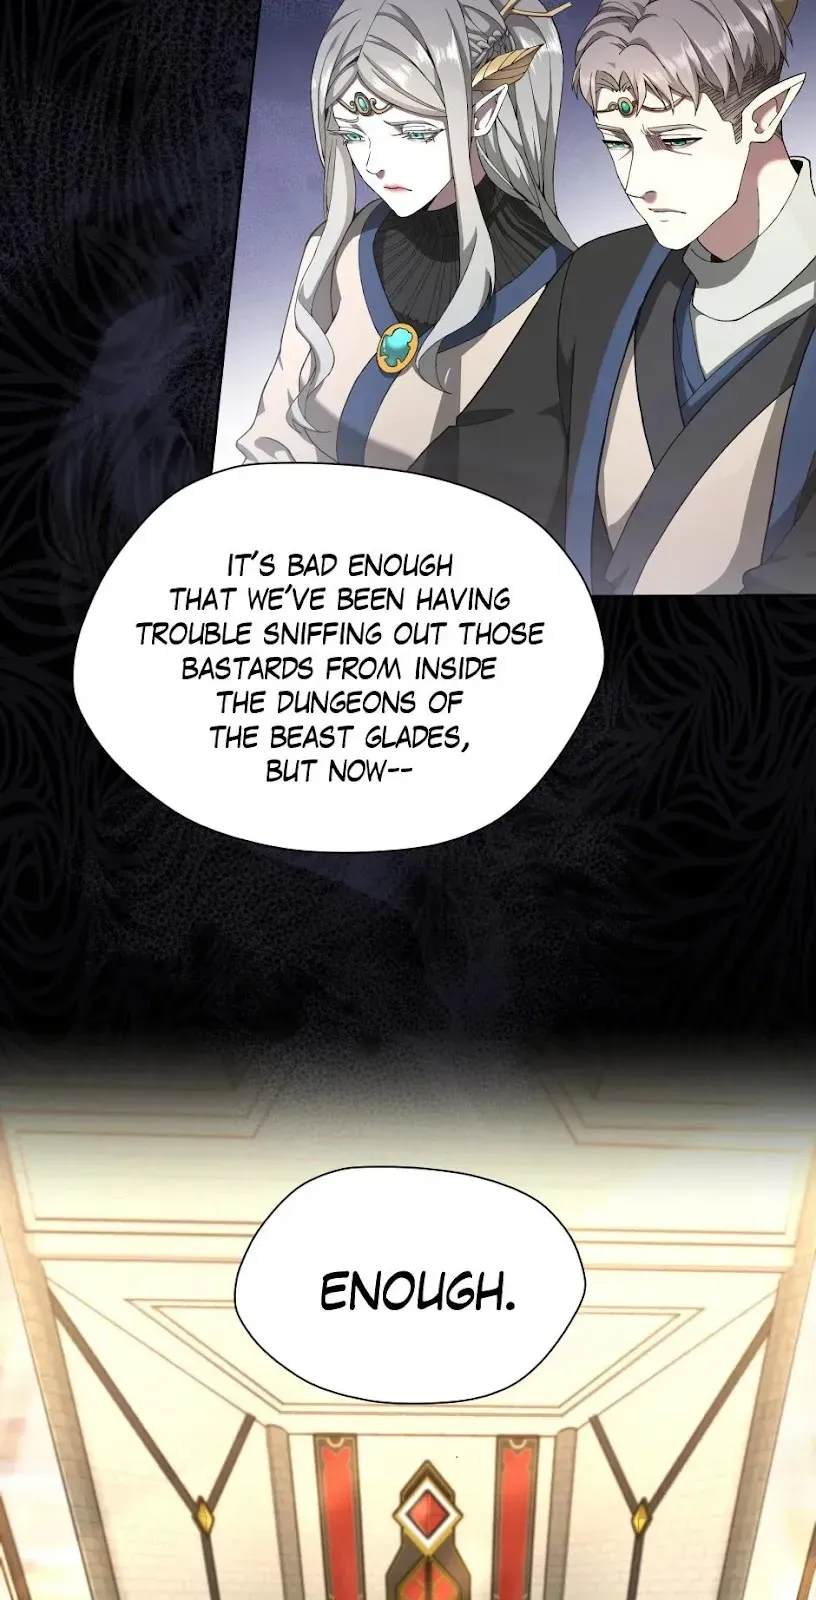 IT'S BAD ENOUGH
THAT WE'VE BEEN HAVING
TROUBLE SNIFFING OUT THOSE
BASTARDS FROM INSIDE
THE DUNGEONS OF
THE BEAST GLADES,
BUT NOW--
ENOUGH.